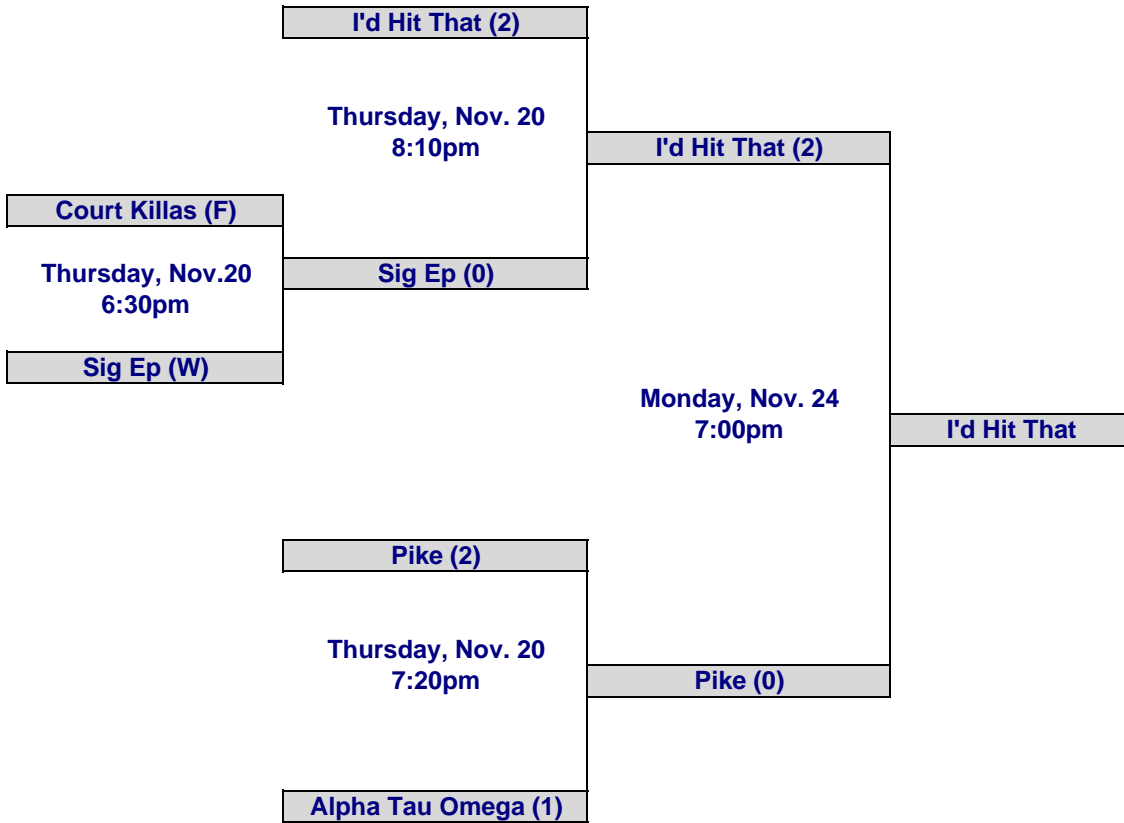 I'd Hit That (2)
Thursday, Nov. 20
8:10pm
I'd Hit That (2)
Court Killas (F)
Thursday, Nov.20
6:30pm
Sig Ep (0)
Sig Ep (W)
Monday, Nov. 24
7:00pm
I'd Hit That
Pike (2)
Thursday, Nov. 20
7:20pm
Pike (0)
Alpha Tau Omega (1)